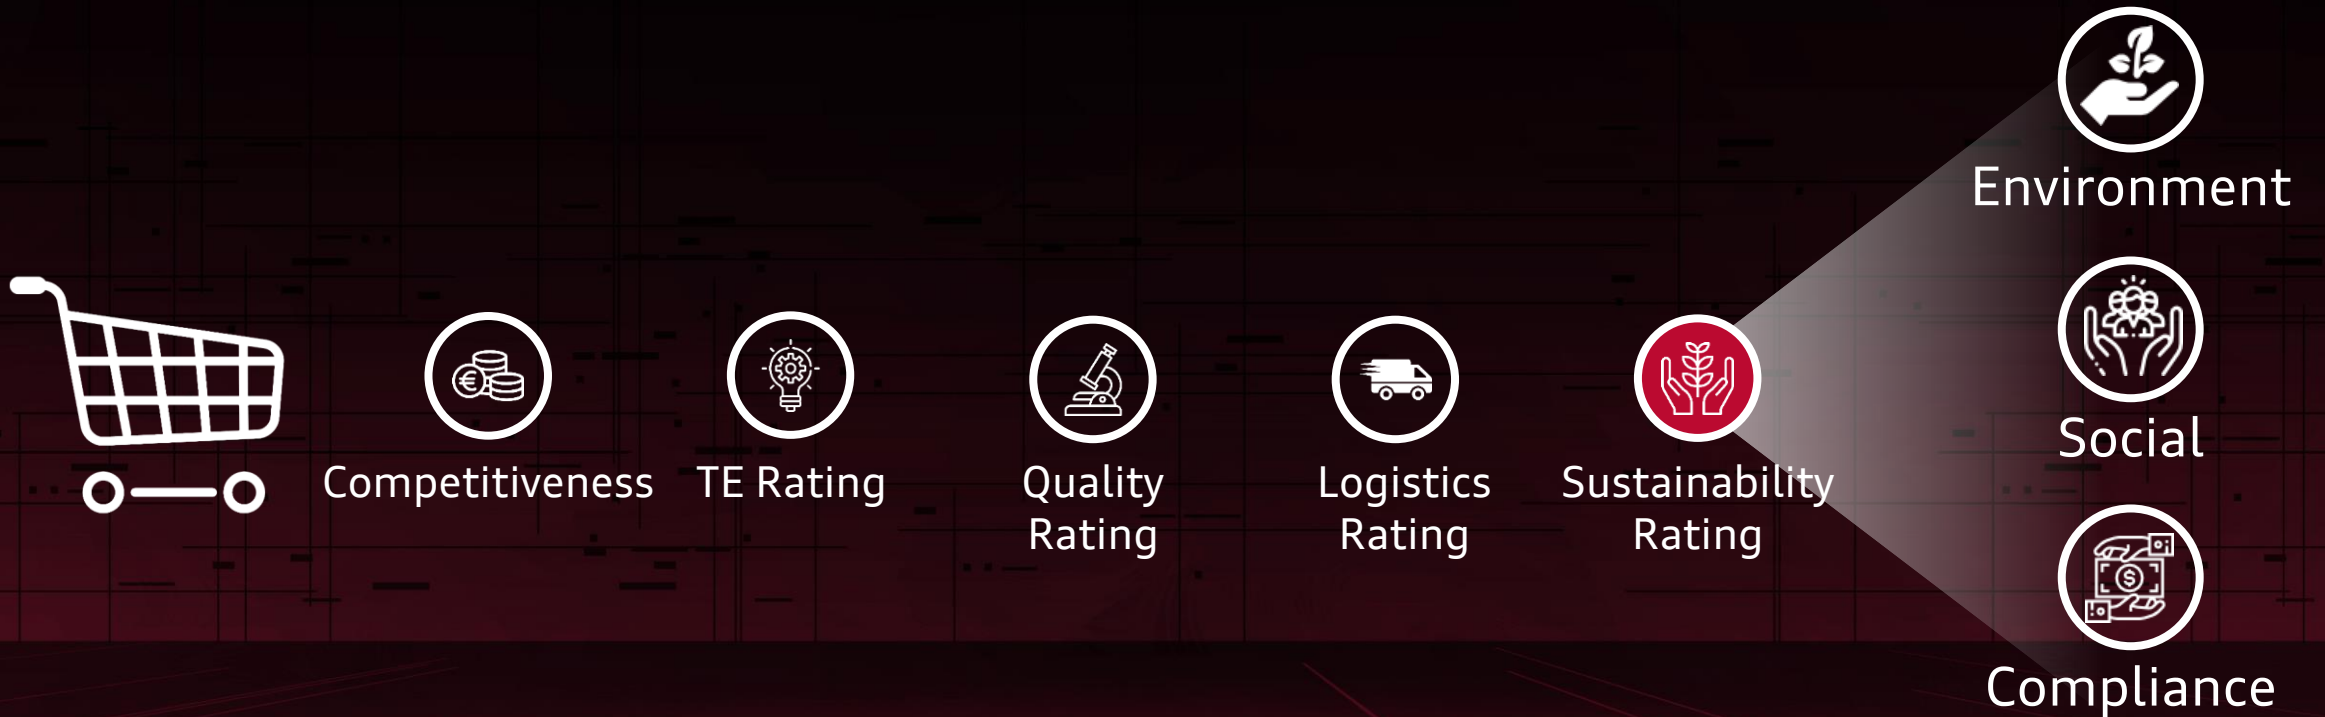 Competitiveness
TE Rating
Quality
Rating
Logistics
Rating
Sustainability
Rating
Environment
Social
Compliance